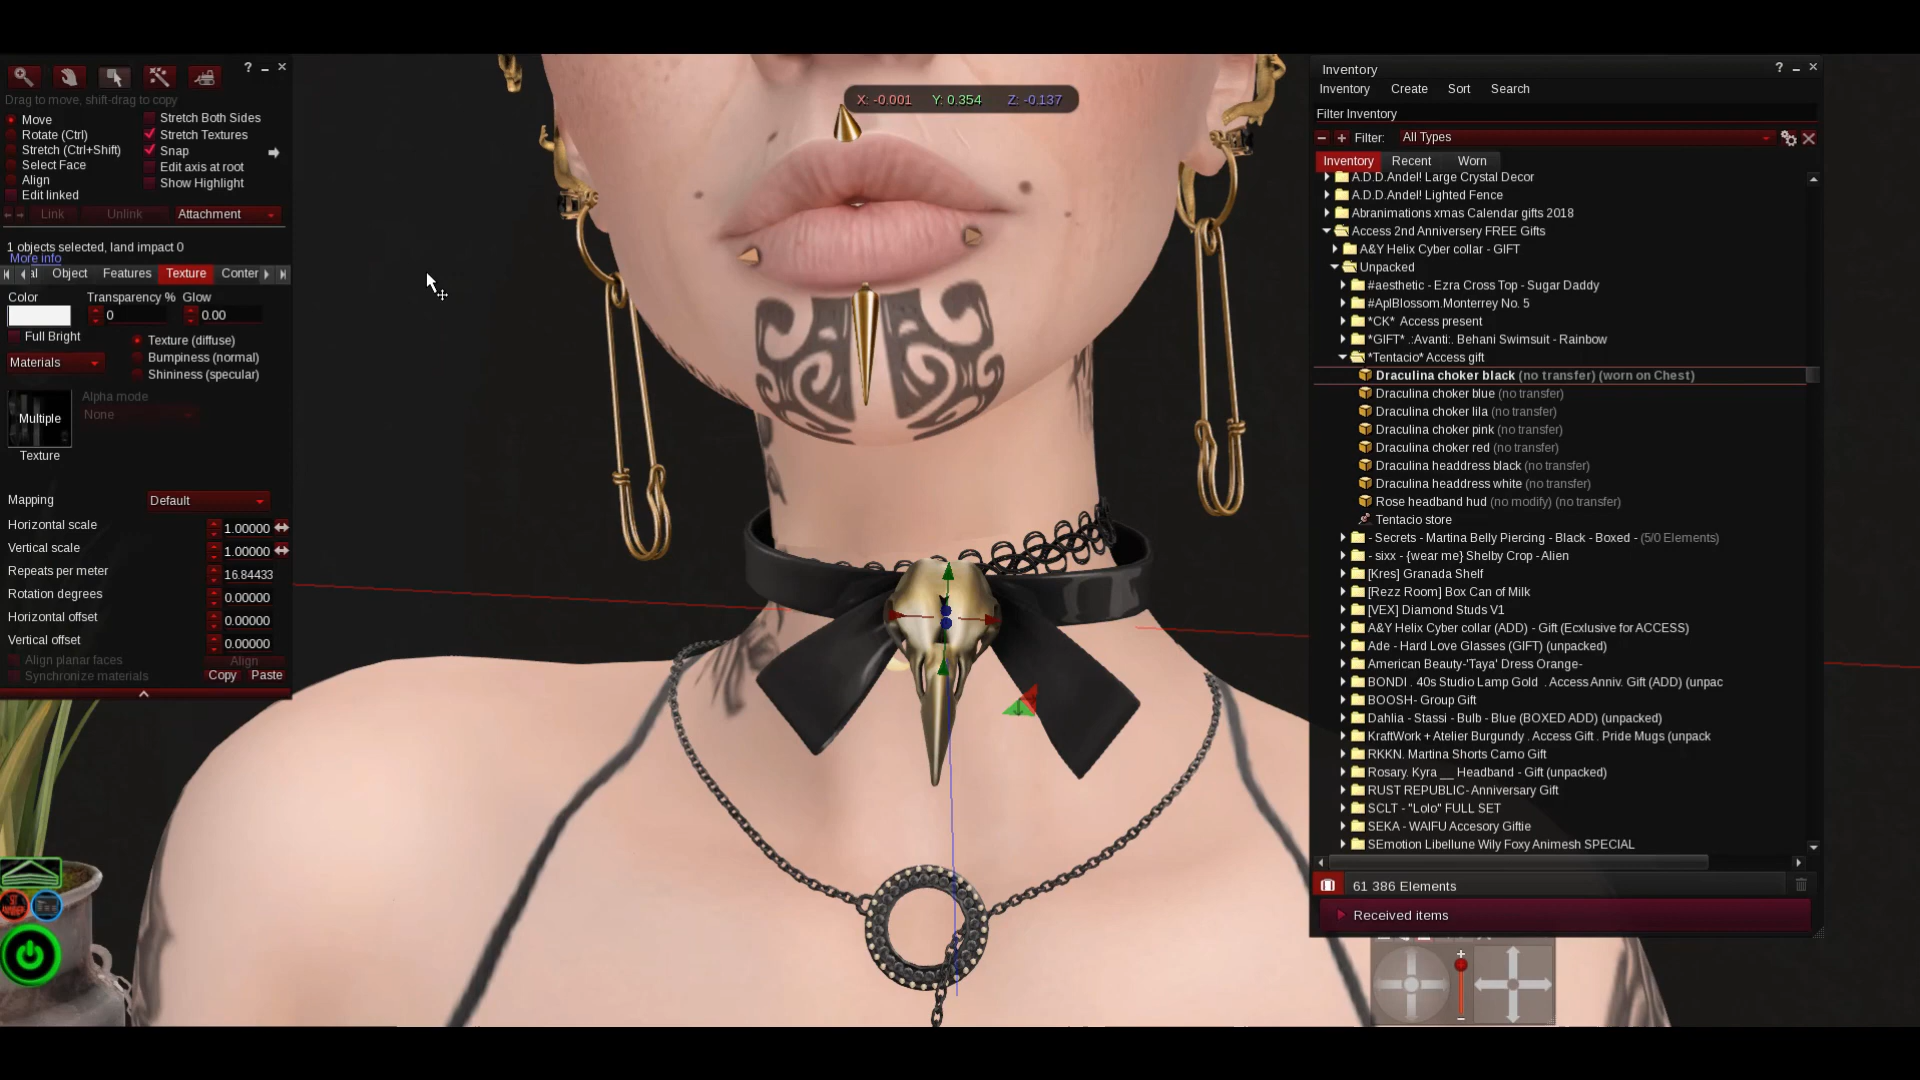 Drag to move, shift-drag to copy
Move
Rotate (Ctrl)
Stretch (Ctrl+Shift)
Select Face
Align
Edit linked
Stretch Both Sides
Stretch Textures
Snap
Edit axis at root
Show Highlight
Link
Unlink
Attachment
1 objects selected, land impact 0
More info
al
Object
Features
Texture
Conter
Color
Transparency %
Glow
0
0.00
Full Bright
Materials
Texture (diffuse)
Bumpiness (normal)
Shininess (specular)
Multiple
Texture
Alpha mode
None
Mapping
Default
Horizontal scale
1.00000
Vertical scale
1.00000
Repeats per meter
16.84433
Rotation degrees
0.00000
Horizontal offset
0.00000
Vertical offset
0.00000
Align planar faces
Align
Synchronize materials
Copy
Paste
X: -0.001 Y: 0.354 Z: -0.137
Inventory
Inventory Create Sort Search
Filter Inventory
Filter: All Types
Inventory Recent Worn
A.D.D.Andel! Large Crystal Decor
A.D.D.Andel! Lighted Fence
Abranimations xmas Calendar gifts 2018
Access 2nd Anniversery FREE Gifts
A&Y Helix Cyber collar - GIFT
Unpacked
#aesthetic - Ezra Cross Top - Sugar Daddy
#AplBlossom.Monterrey No. 5
*CK* Access present
*GIFT* .:Avanti:. Behani Swimsuit - Rainbow
*Tentacio* Access gift
Draculina choker black (no transfer) (worn on Chest)
Draculina choker blue (no transfer)
Draculina choker lila (no transfer)
Draculina choker pink (no transfer)
Draculina choker red (no transfer)
Draculina headdress black (no transfer)
Draculina headdress white (no transfer)
Rose headband hud (no modify) (no transfer)
Tentacio store
- Secrets - Martina Belly Piercing - Black - Boxed - (5/0 Elements)
- sixx - {wear me} Shelby Crop - Alien
[Kres] Granada Shelf
[Rezz Room] Box Can of Milk
[VEX] Diamond Studs V1
A&Y Helix Cyber collar (ADD) - Gift (Ecxlusive for ACCESS)
Ade - Hard Love Glasses (GIFT) (unpacked)
American Beauty-'Taya' Dress Orange-
BONDI . 40s Studio Lamp Gold . Access Anniv. Gift (ADD) (unpac
BOOSH- Group Gift
Dahlia - Stassi - Bulb - Blue (BOXED ADD) (unpacked)
KraftWork + Atelier Burgundy . Access Gift . Pride Mugs (unpack
RKKN. Martina Shorts Camo Gift
Rosary. Kyra __ Headband - Gift (unpacked)
RUST REPUBLIC- Anniversary Gift
SCLT - "Lolo" FULL SET
SEKA - WAIFU Accesory Giftie
SEmotion Libellune Wily Foxy Animesh SPECIAL
61 386 Elements
Received items